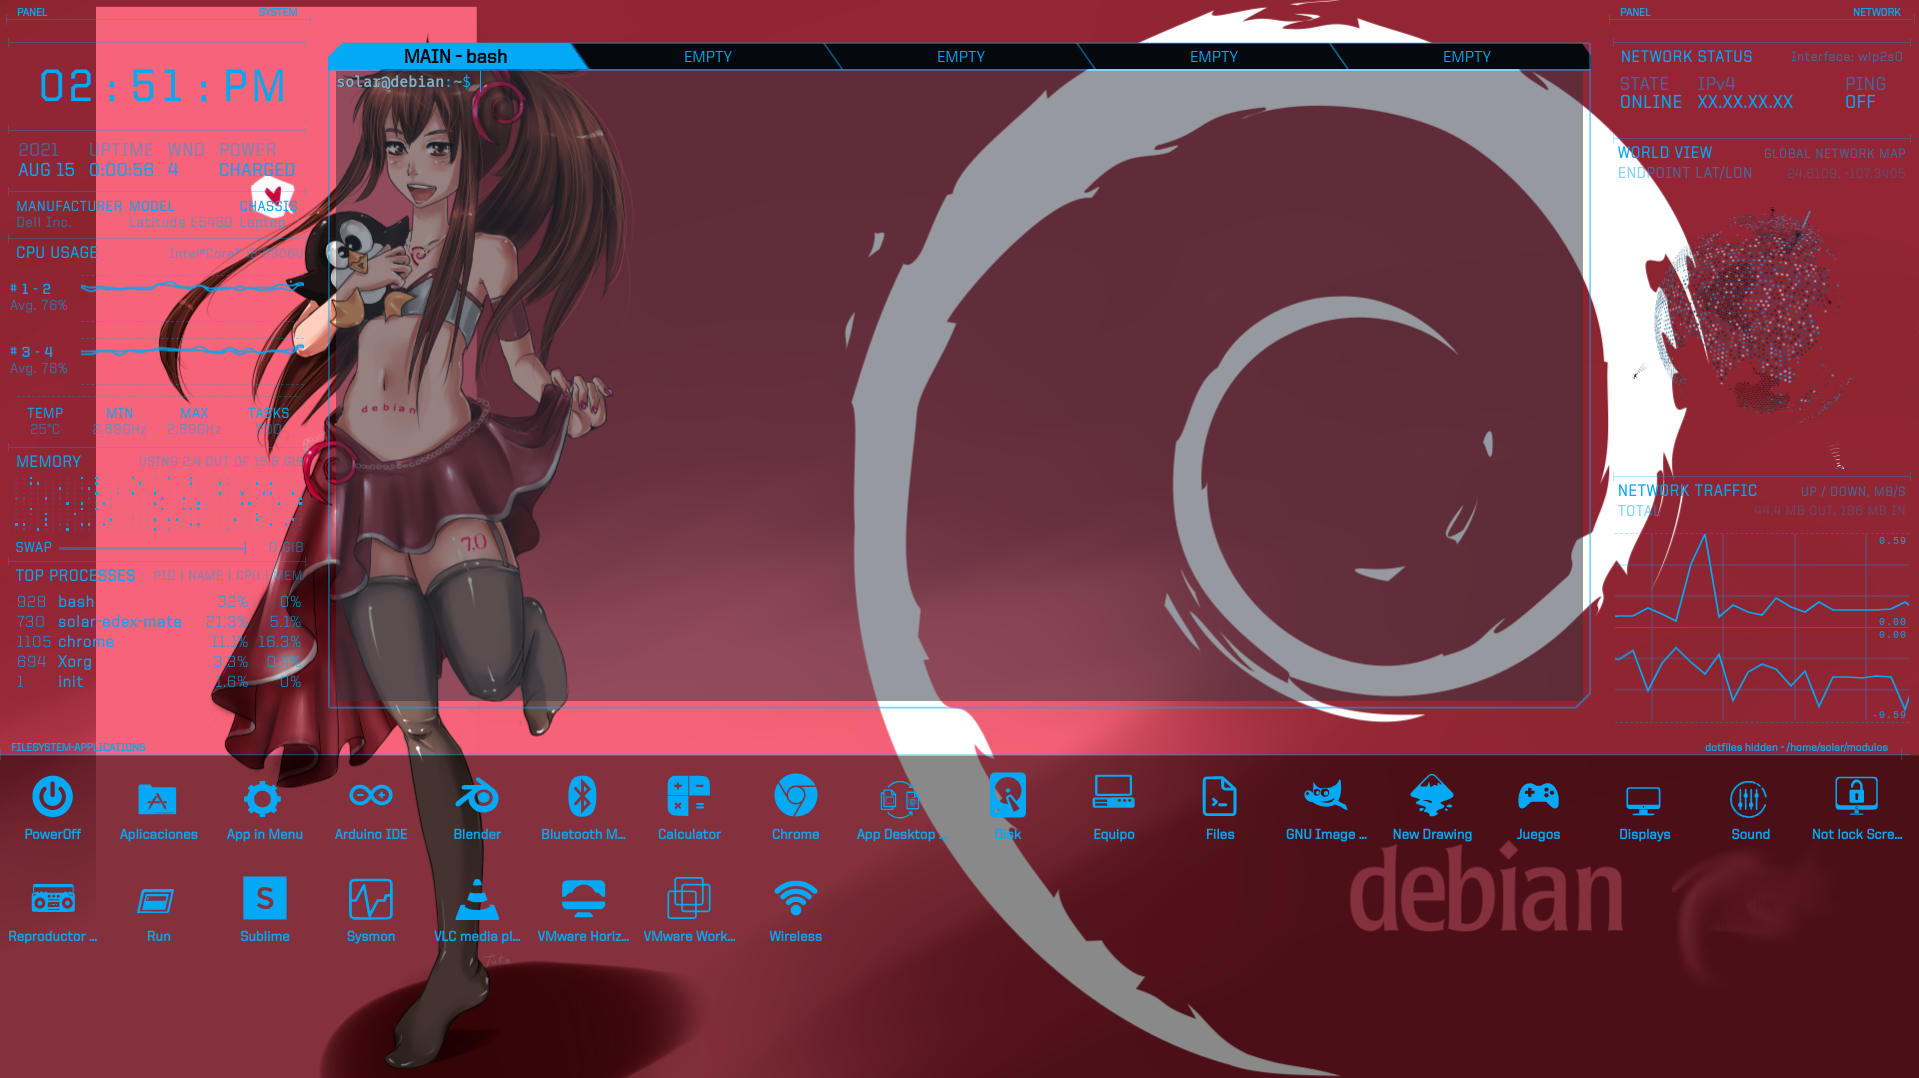 PANEL SYSTEM
02:51:PM
2021 UPTIME WND POWER
AUG 15 0:00:56 4 CHARGED
MANUFACTURER MODEL CHASSIS
Dell Inc. Latitude E5450 Laptop
CPU USAGE Intel®Core™
# 1 - 2
Avg. 76%
# 3 - 4
Avg. 76%
TEMP MIN MAX TASKS
25°C 2.69GHz 2.69GHz
MEMORY USING 2.4 OUT OF 15.6 GiB
SWAP 0 GiB
TOP PROCESSES PID | NAME | CPU | MEM
928 bash 32% 0%
730 solar-edex-mate 21.3% 5.1%
1105 chrome 11.1% 16.3%
694 Xorg 3.3%
1 init 1.6% 0%
MAIN - bash EMPTY EMPTY EMPTY EMPTY
solar@debian:~$
debian
7.0
PANEL NETWORK
NETWORK STATUS Interface: wlp2s0
STATE IPv4 PING
ONLINE XX.XX.XX.XX OFF
WORLD VIEW GLOBAL NETWORK MAP
ENDPOINT LAT/LON 24.8109, -107.3405
NETWORK TRAFFIC UP / DOWN, MB/S
TOTAL 44.4 MB OUT, 186 MB IN
0.59
0.00
0.00
-0.59
FILESYSTEM-APPLICATIONS dotfiles hidden - /home/solar/modulos
PowerOff Aplicaciones App in Menu Arduino IDE Blender Bluetooth M... Calculator Chrome App Desktop ... Disk Equipo Files GNU Image ... New Drawing Juegos Displays Sound Not lock Scre...
debian
Reproductor ... Run Sublime Sysmon VLC media pl... VMware Horiz... VMware Work... Wireless